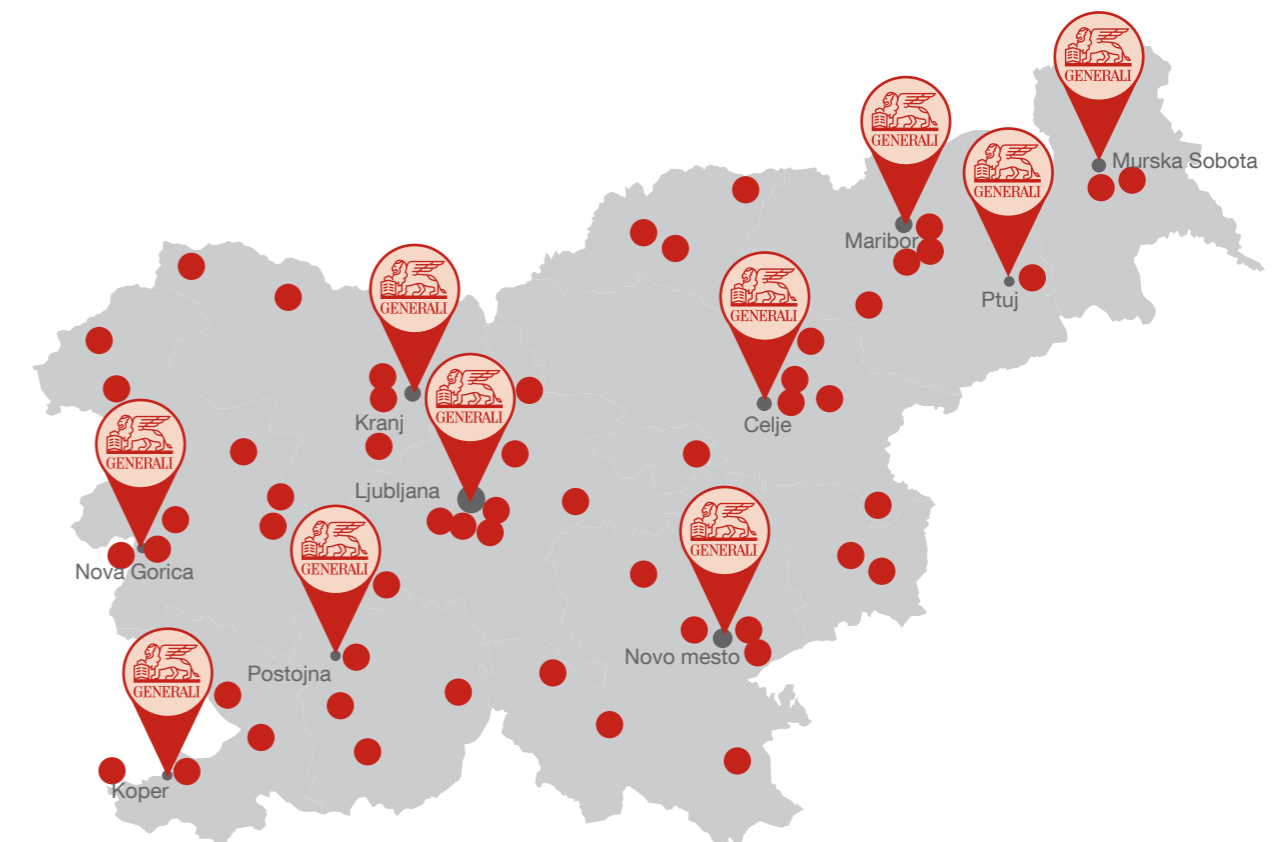 GENERALI
Murska Sobota
GENERALI
Maribor
GENERALI
Ptuj
GENERALI
Kranj
GENERALI
Celje
GENERALI
Ljubljana
GENERALI
Nova Gorica
GENERALI
Postojna
GENERALI
Novo mesto
GENERALI
Koper